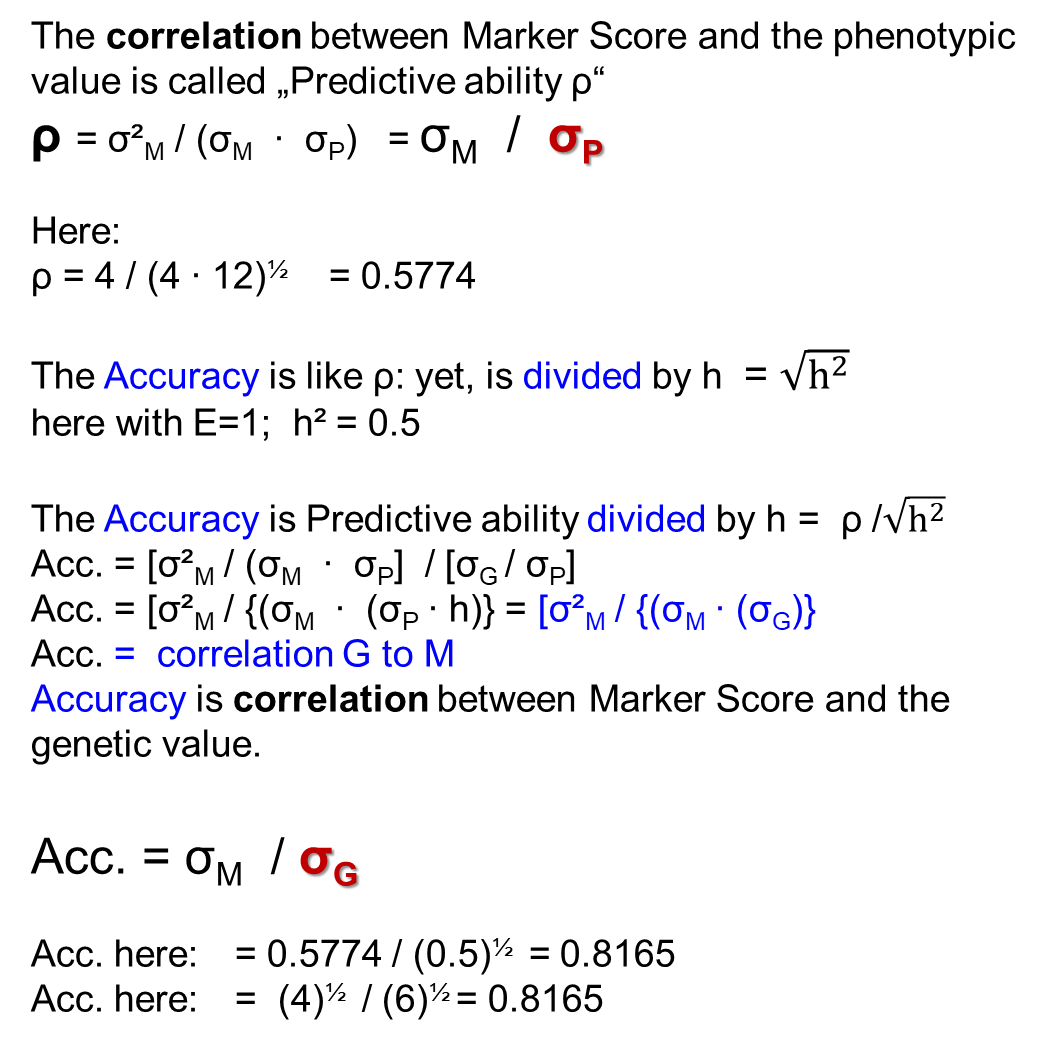 The correlation between Marker Score and the phenotypic
value is called „Predictive ability ρ“
ρ = σ²M / (σM · σP) = σM / σP
Here:
ρ = 4 / (4 · 12)½ = 0.5774
The Accuracy is like ρ: yet, is divided by h = √h²
here with E=1; h² = 0.5
The Accuracy is Predictive ability divided by h = ρ /√h²
Acc. = [σ²M / (σM · σP] / [σG / σP]
Acc. = [σ²M / {(σM · (σP · h)} = [σ²M / {(σM · (σG)}
Acc. = correlation G to M
Accuracy is correlation between Marker Score and the
genetic value.
Acc. = σM / σG
Acc. here: = 0.5774 / (0.5)½ = 0.8165
Acc. here: = (4)½ / (6)½ = 0.8165